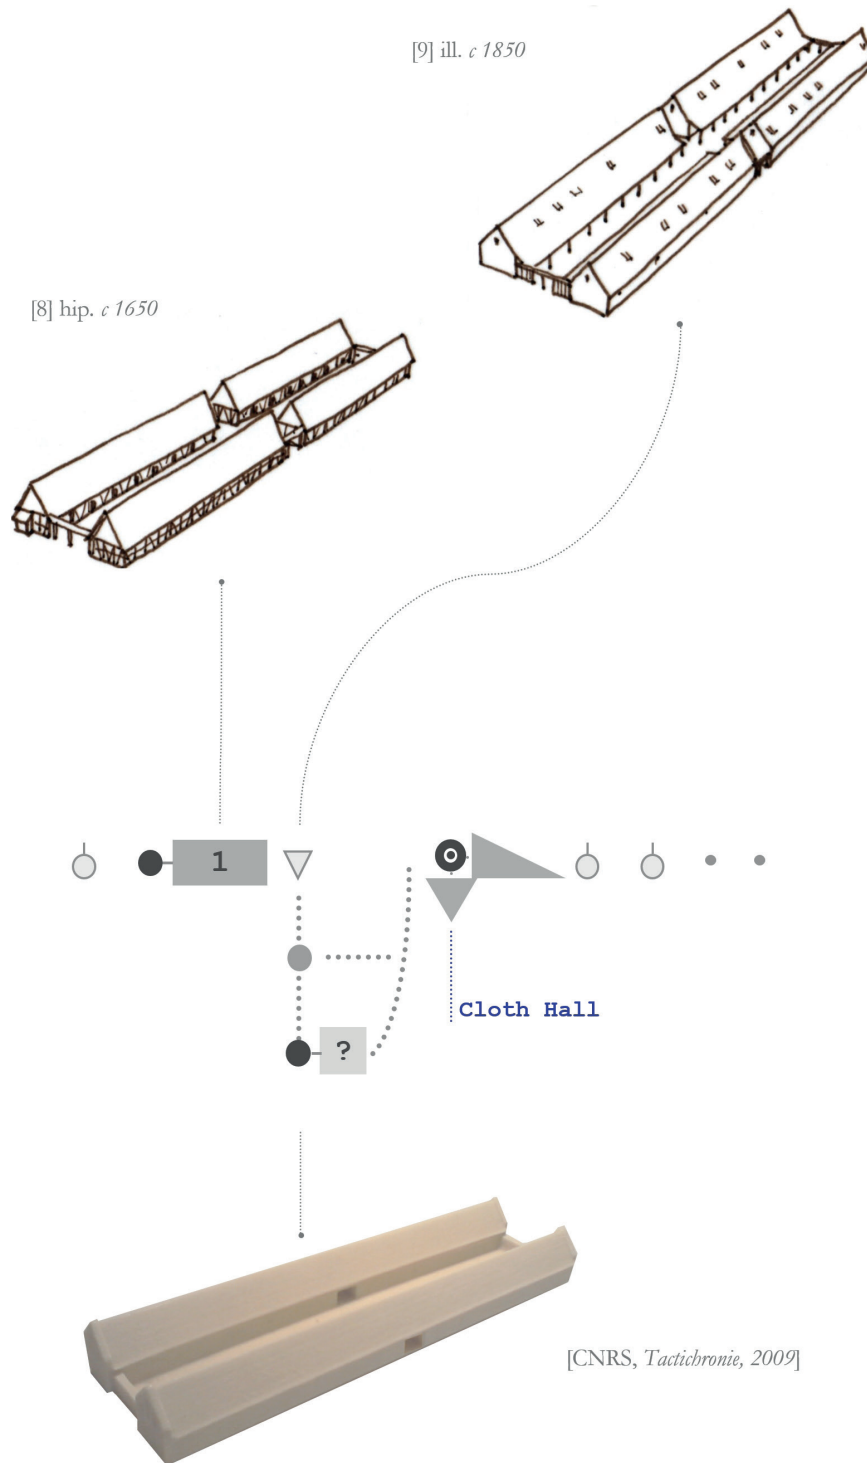 [9] ill. c 1850
[8] hip. c 1650
1
Cloth Hall
?
[CNRS, Tactichronie, 2009]